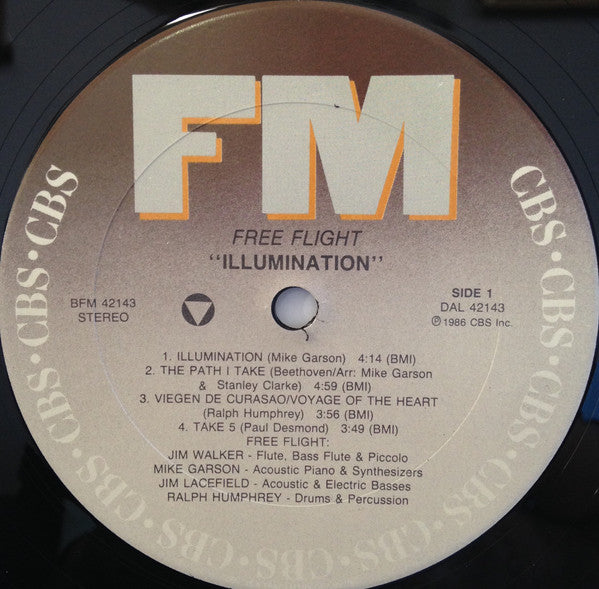 FM
FREE FLIGHT
"ILLUMINATION"
BFM 42143
STEREO
SIDE 1
DAL 42143
℗ 1986 CBS Inc.
1. ILLUMINATION (Mike Garson) 4:14 (BMI)
2. THE PATH I TAKE (Beethoven/Arr: Mike Garson
& Stanley Clarke) 4:59 (BMI)
3. VIEGEN DE CURASAO/VOYAGE OF THE HEART
(Ralph Humphrey) 3:56 (BMI)
4. TAKE 5 (Paul Desmond) 3:49 (BMI)
FREE FLIGHT:
JIM WALKER - Flute, Bass Flute & Piccolo
MIKE GARSON - Acoustic Piano & Synthesizers
JIM LACEFIELD - Acoustic & Electric Basses
RALPH HUMPHREY - Drums & Percussion
CBS • CBS • CBS • CBS • CBS • CBS • CBS • CBS • CBS • CBS